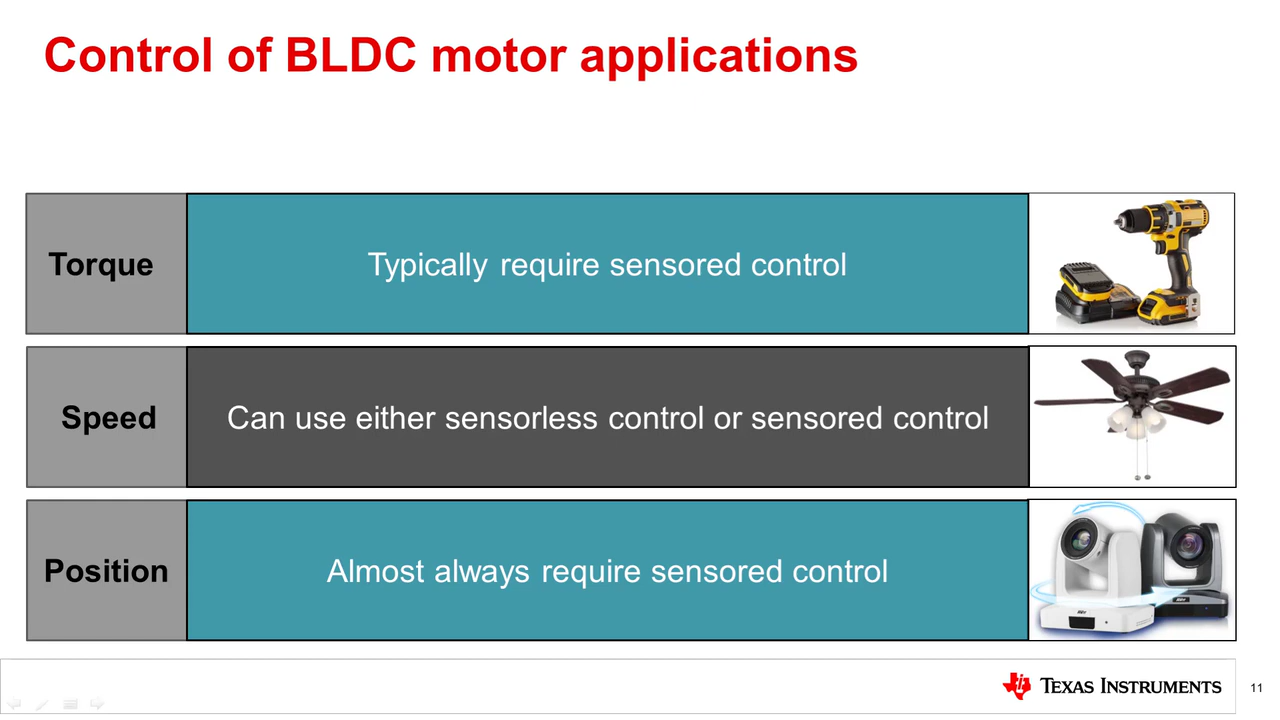 Control of BLDC motor applications
Torque
Typically require sensored control
Speed
Can use either sensorless control or sensored control
Position
Almost always require sensored control
TEXAS INSTRUMENTS
11